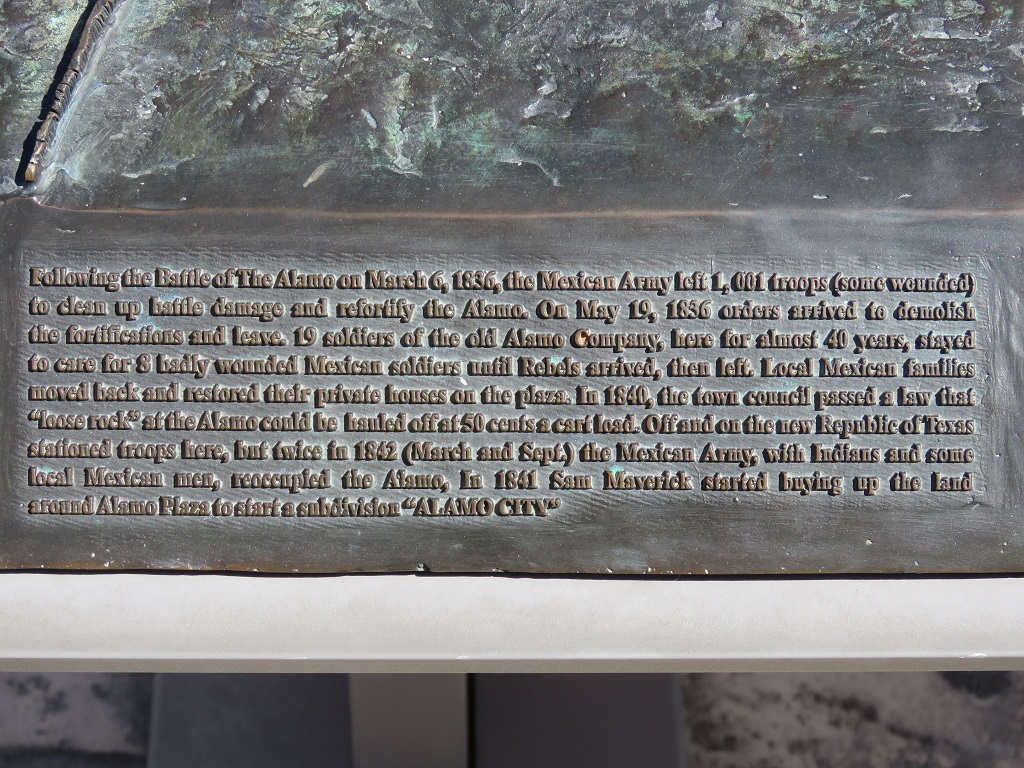 Following the Battle of The Alamo on March 6, 1836, the Mexican Army left 1, 001 troops (some wounded)
to clean up battle damage and refortify the Alamo. On May 19, 1836 orders arrived to demolish
the fortifications and leave. 19 soldiers of the old Alamo Company, here for almost 40 years, stayed
to care for 8 badly wounded Mexican soldiers until Rebels arrived, then left. Local Mexican families
moved back and restored their private houses on the plaza. In 1840, the town council passed a law that
“loose rock” at the Alamo could be hauled off at 50 cents a cart load. Off and on the new Republic of Texas
stationed troops here, but twice in 1842 (March and Sept.) the Mexican Army, with Indians and some
local Mexican men, reoccupied the Alamo, In 1841 Sam Maverick started buying up the land
around Alamo Plaza to start a subdivision “ALAMO CITY”